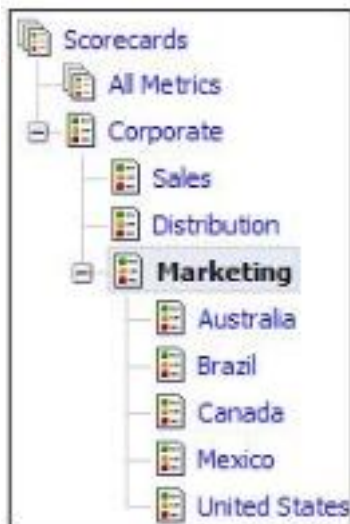 Scorecards
All Metrics
Corporate
Sales
Distribution
Marketing
Australia
Brazil
Canada
Mexico
United States